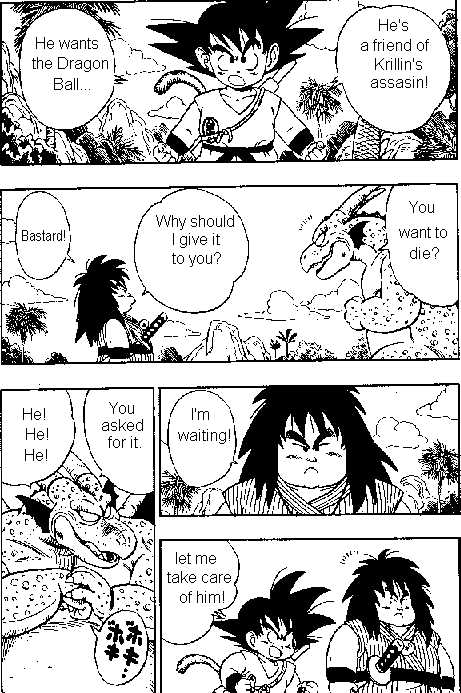 He's
a friend of
Krillin's
assasin!
He wants
the Dragon
Ball...
You
want to
die?
Why should
I give it
to you?
Bastard!
I'm
waiting!
let me
take care
of him!
You
asked
for it.
He!
He!
He!